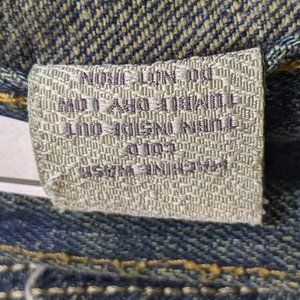 MACHINE WASH
COLD
TURN INSIDE OUT
TUMBLE DRY LOW
DO NOT IRON